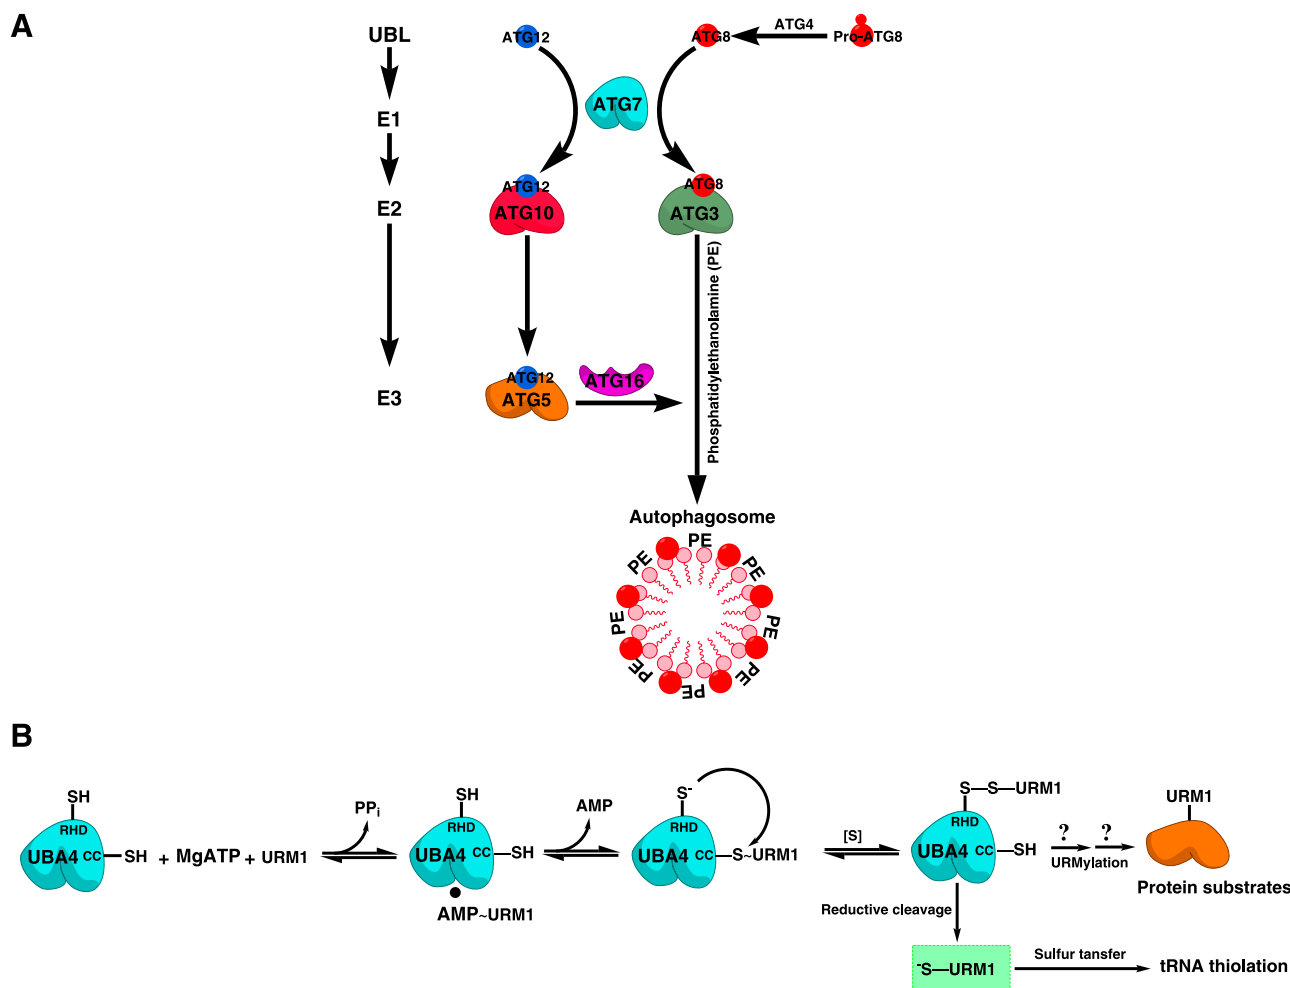 A
UBL
ATG12
ATG8
ATG4
Pro-ATG8
ATG7
E1
ATG12
ATG8
E2
ATG10
ATG3
Phosphatidylethanolamine (PE)
ATG12
ATG16
E3
ATG5
Autophagosome
PE
PE
PE
PE
PE
PE
PE
PE
B
SH
RHD
UBA4 CC SH + MgATP + URM1
PPi
SH
RHD
UBA4 CC SH
AMP~URM1
AMP
S-
RHD
UBA4 CC S~URM1
[S]
S—S—URM1
RHD
UBA4 CC SH
? ?
URMylation
URM1
Protein substrates
Reductive cleavage
-S—URM1
Sulfur tansfer
tRNA thiolation